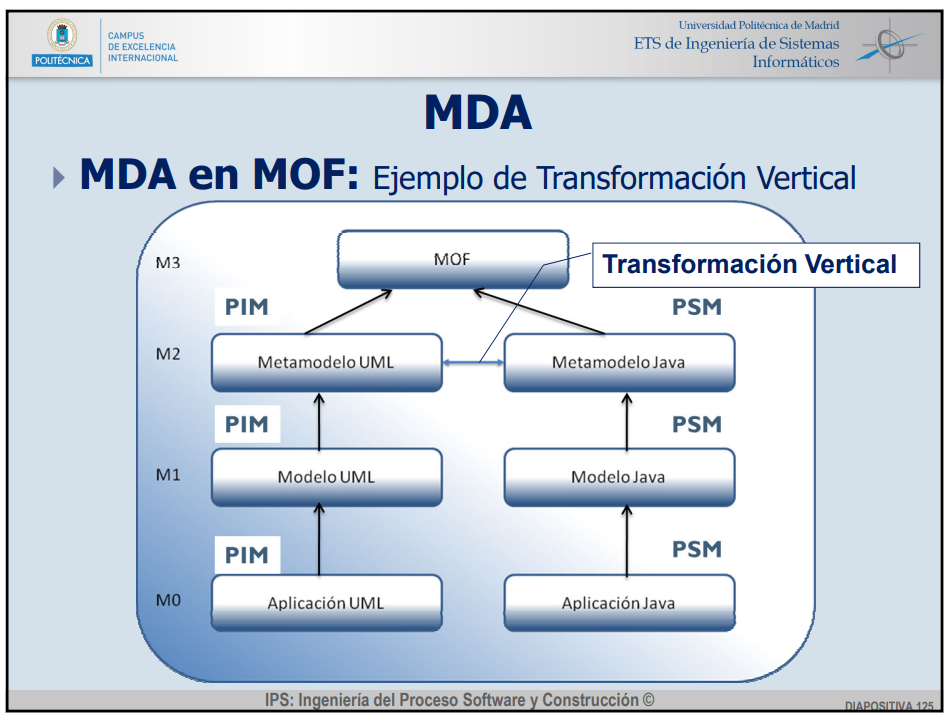 POLITÉCNICA
CAMPUS
DE EXCELENCIA
INTERNACIONAL
Universidad Politécnica de Madrid
ETS de Ingeniería de Sistemas
Informáticos
MDA
MDA en MOF: Ejemplo de Transformación Vertical
M3
MOF
Transformación Vertical
PIM
PSM
M2
Metamodelo UML
Metamodelo Java
PIM
PSM
M1
Modelo UML
Modelo Java
PIM
PSM
M0
Aplicación UML
Aplicación Java
IPS: Ingeniería del Proceso Software y Construcción ©
DIAPOSITIVA 125